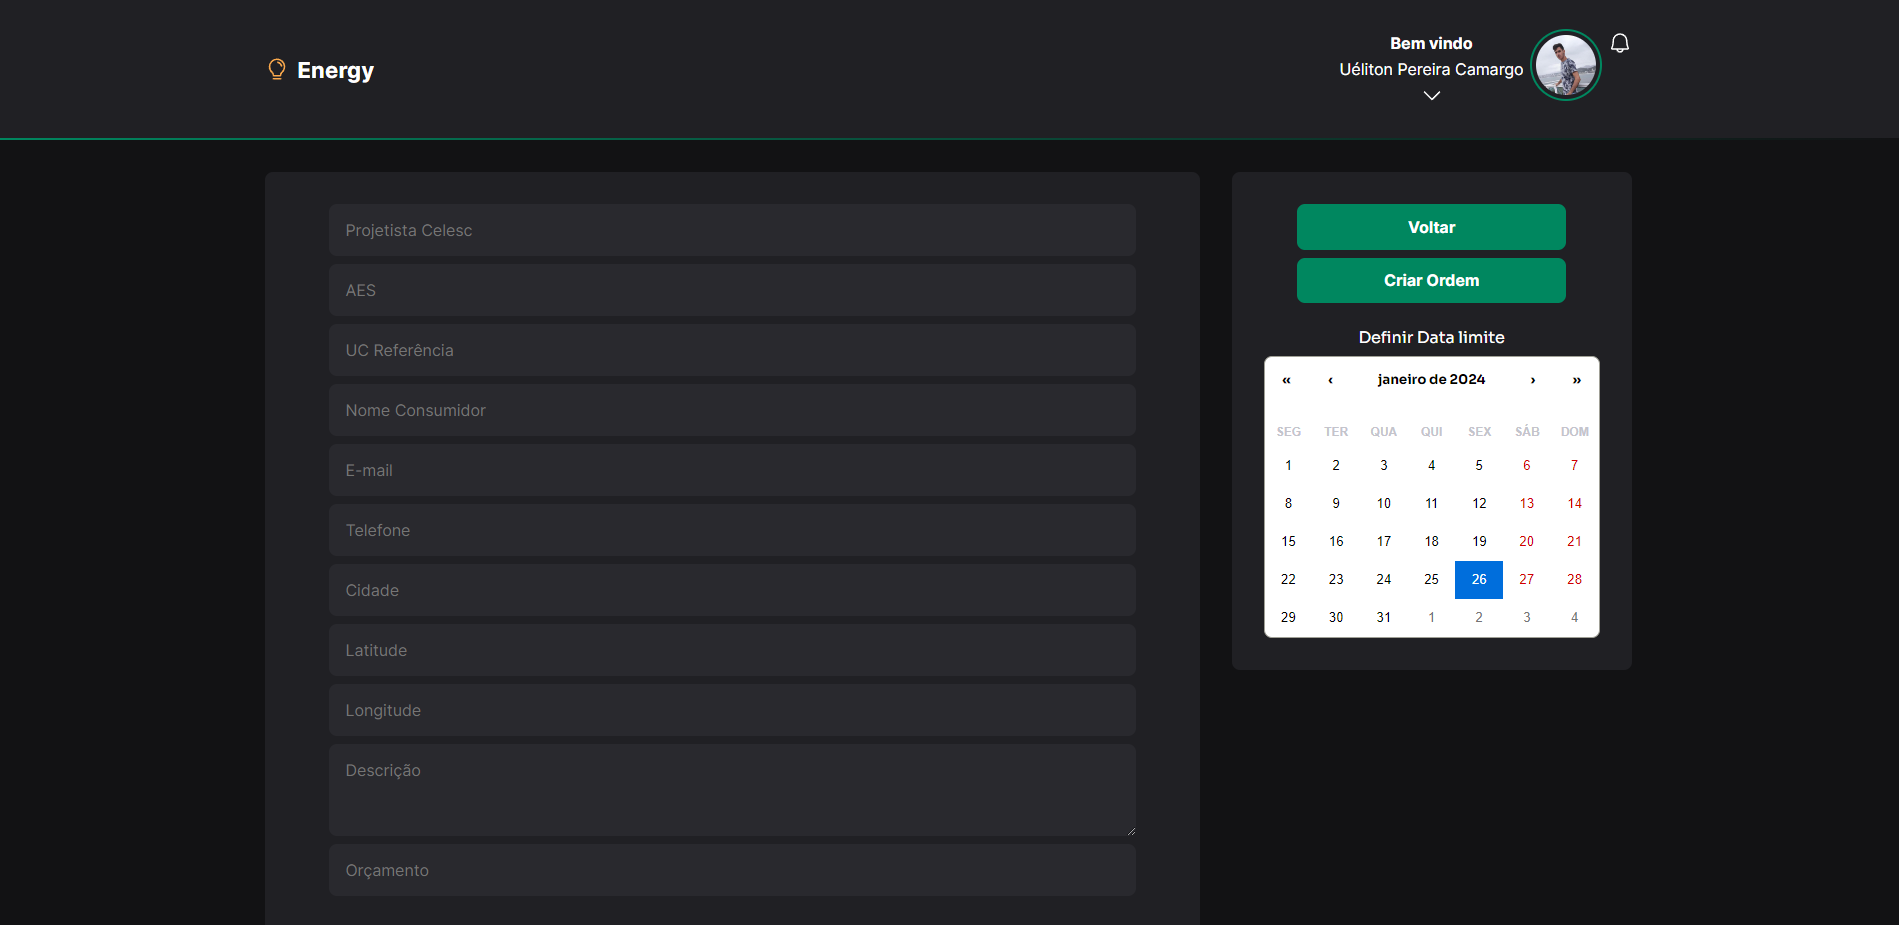 Energy
Bem vindo
Uéliton Pereira Camargo
Projetista Celesc
AES
UC Referência
Nome Consumidor
E-mail
Telefone
Cidade
Latitude
Longitude
Descrição
Orçamento
Voltar
Criar Ordem
Definir Data limite
« ‹ janeiro de 2024 › »
SEG TER QUA QUI SEX SÁB DOM
1 2 3 4 5 6 7
8 9 10 11 12 13 14
15 16 17 18 19 20 21
22 23 24 25 26 27 28
29 30 31 1 2 3 4